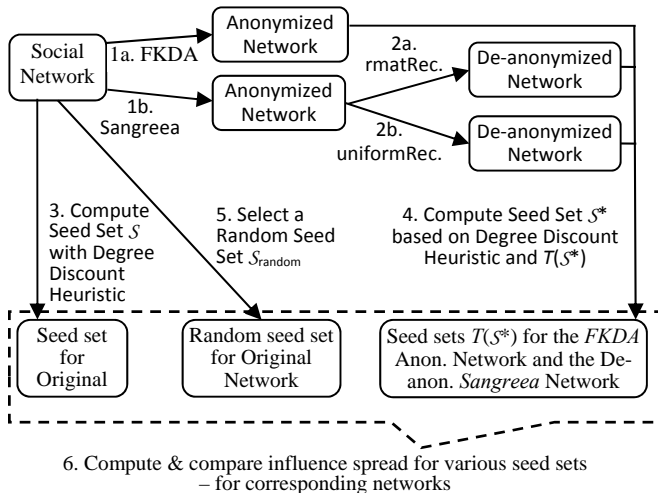 Social
Network
1a. FKDA
Anonymized
Network
1b.
Sangreea
Anonymized
Network
2a.
rmatRec.
De-anonymized
Network
2b.
uniformRec.
De-anonymized
Network
3. Compute
Seed Set S
with Degree
Discount
Heuristic
5. Select a
Random Seed
Set Srandom
4. Compute Seed Set S*
based on Degree Discount
Heuristic and T(S*)
Seed set
for
Original
Random seed set
for Original
Network
Seed sets T(S*) for the FKDA
Anon. Network and the De-
anon. Sangreea Network
6. Compute & compare influence spread for various seed sets
– for corresponding networks